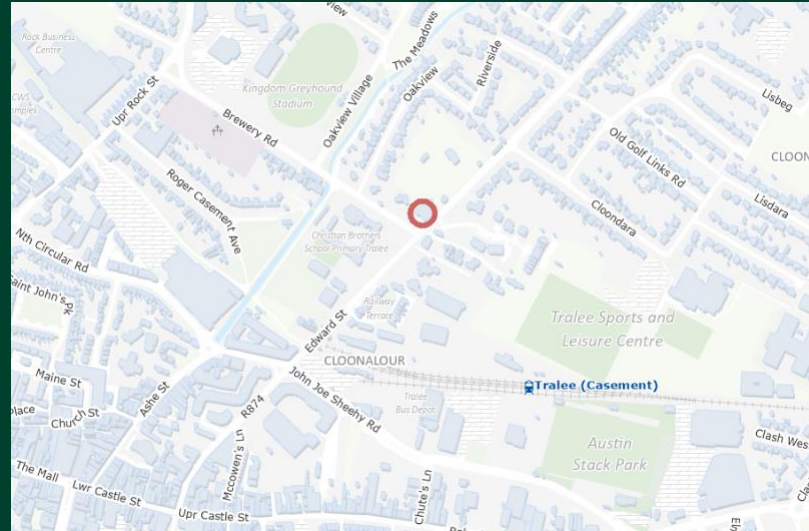 view
Rock Business
Centre
The Meadows
Riverside
Kingdom Greyhound
Stadium
Oakview Village
Oakview
Lisbeg
CWS
Upr Rock St
Brewery Rd
Old Golf Links Rd
CLOON
Roger Casement
Ave
Cloondara
Lisdara
Christian Brothers
School Primary Tralee
Nth Circular Rd
Saint John's Pk
Railway
Terrace
Tralee Sports and
Leisure Centre
Edward St
CLOONALOUR
Maine St
Ashe St
John Joe Sheehy Rd
Tralee (Casement)
Place
Church St
R874
Tralee
Bus Depot
Austin
Stack Park
Clash Wes
The Mall
Lwr Castle St
McCowen's Ln
Chute's Ln
Upr Castle St